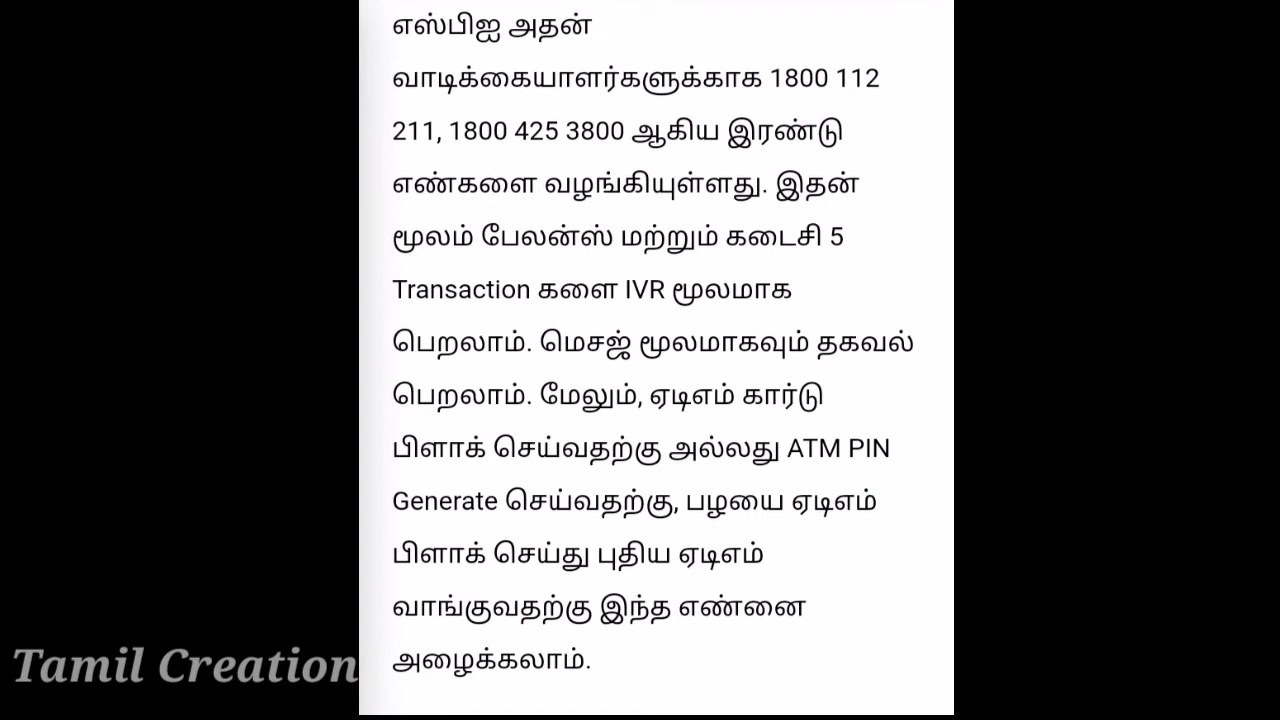 எஸ்பிஐ அதன்
வாடிக்கையாளர்களுக்காக 1800 112
211, 1800 425 3800 ஆகிய இரண்டு
எண்களை வழங்கியுள்ளது. இதன்
மூலம் பேலன்ஸ் மற்றும் கடைசி 5
Transaction களை IVR மூலமாக
பெறலாம். மெசஜ் மூலமாகவும் தகவல்
பெறலாம். மேலும், ஏடிஎம் கார்டு
பிளாக் செய்வதற்கு அல்லது ATM PIN
Generate செய்வதற்கு, பழயை ஏடிஎம்
பிளாக் செய்து புதிய ஏடிஎம்
வாங்குவதற்கு இந்த எண்னை
அழைக்கலாம்.
Tamil Creation